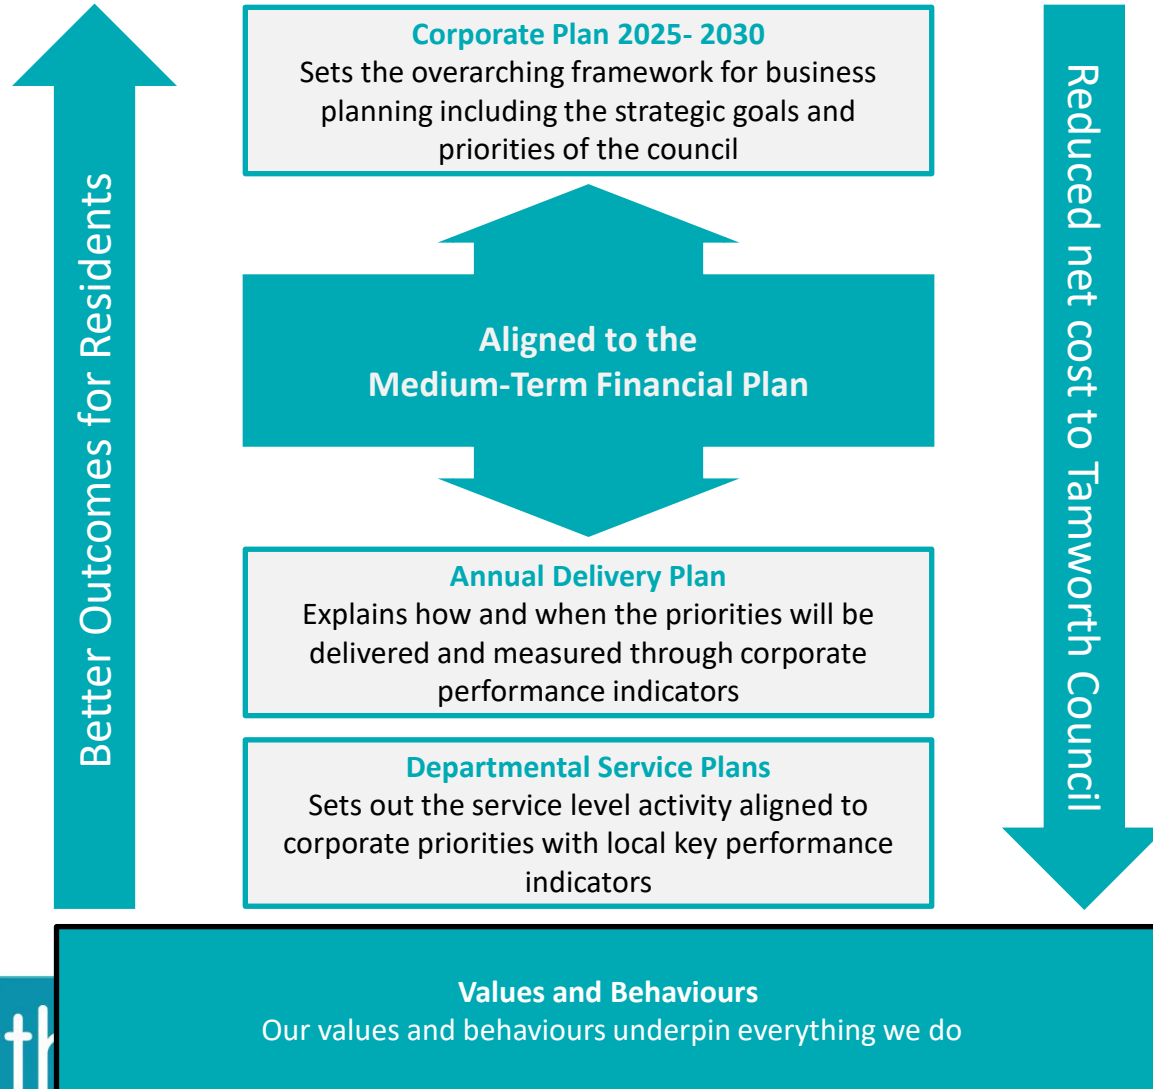 Better Outcomes for Residents
Corporate Plan 2025- 2030
Sets the overarching framework for business
planning including the strategic goals and
priorities of the council
Aligned to the
Medium-Term Financial Plan
Annual Delivery Plan
Explains how and when the priorities will be
delivered and measured through corporate
performance indicators
Departmental Service Plans
Sets out the service level activity aligned to
corporate priorities with local key performance
indicators
Reduced net cost to Tamworth Council
Values and Behaviours
Our values and behaviours underpin everything we do